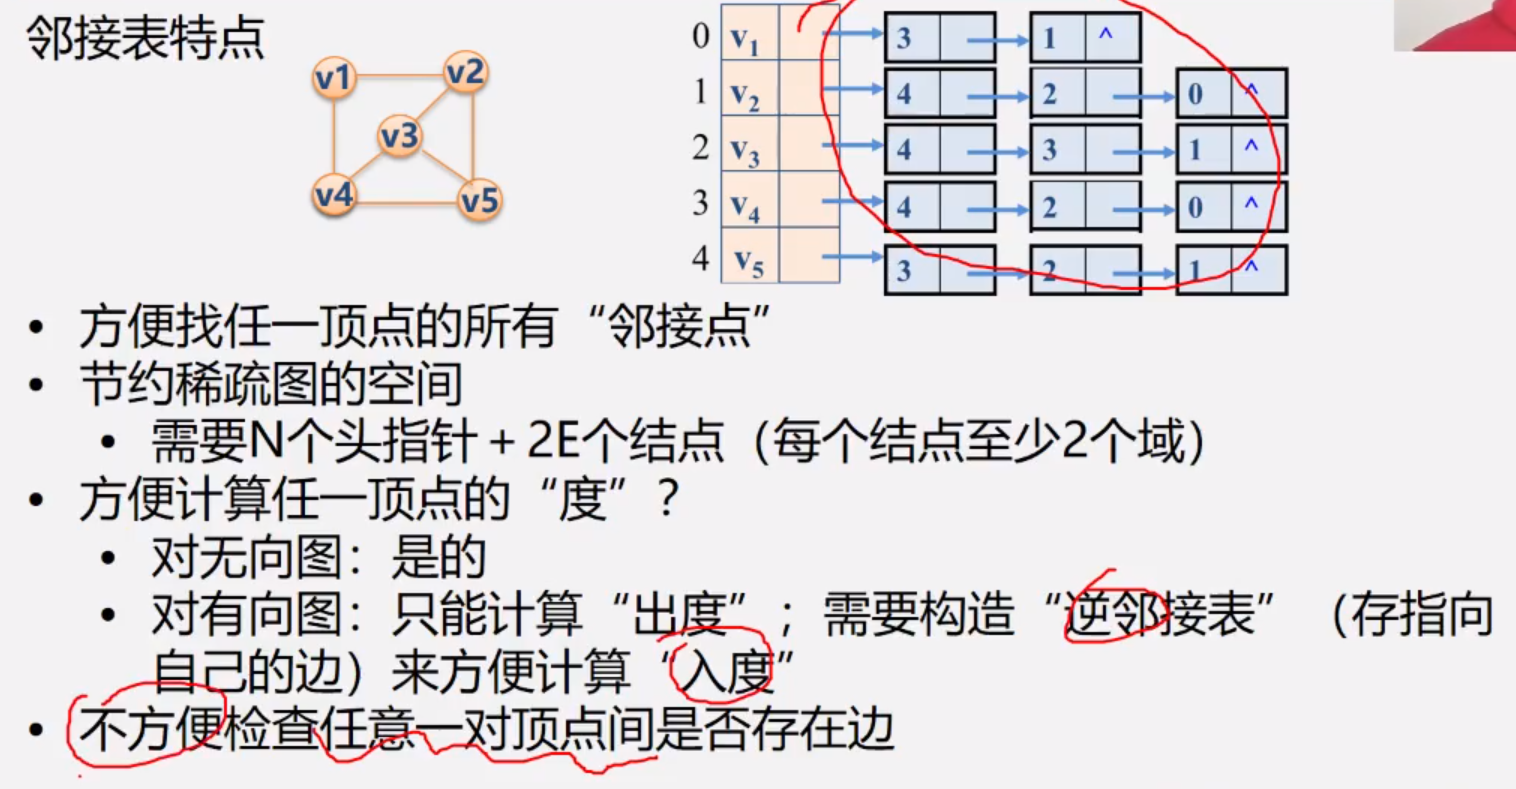 邻接表特点
v1 v2
v3
v4 v5
0 v1 3 1 ^
1 v2 4 2 0 ^
2 v3 4 3 1 ^
3 v4 4 2 0 ^
4 v5 3 2 1 ^
• 方便找任一顶点的所有“邻接点”
• 节约稀疏图的空间
• 需要N个头指针 + 2E个结点（每个结点至少2个域）
• 方便计算任一顶点的“度”？
• 对无向图：是的
• 对有向图：只能计算“出度”；需要构造“逆邻接表”（存指向
自己的边）来方便计算“入度”
• 不方便检查任意一对顶点间是否存在边